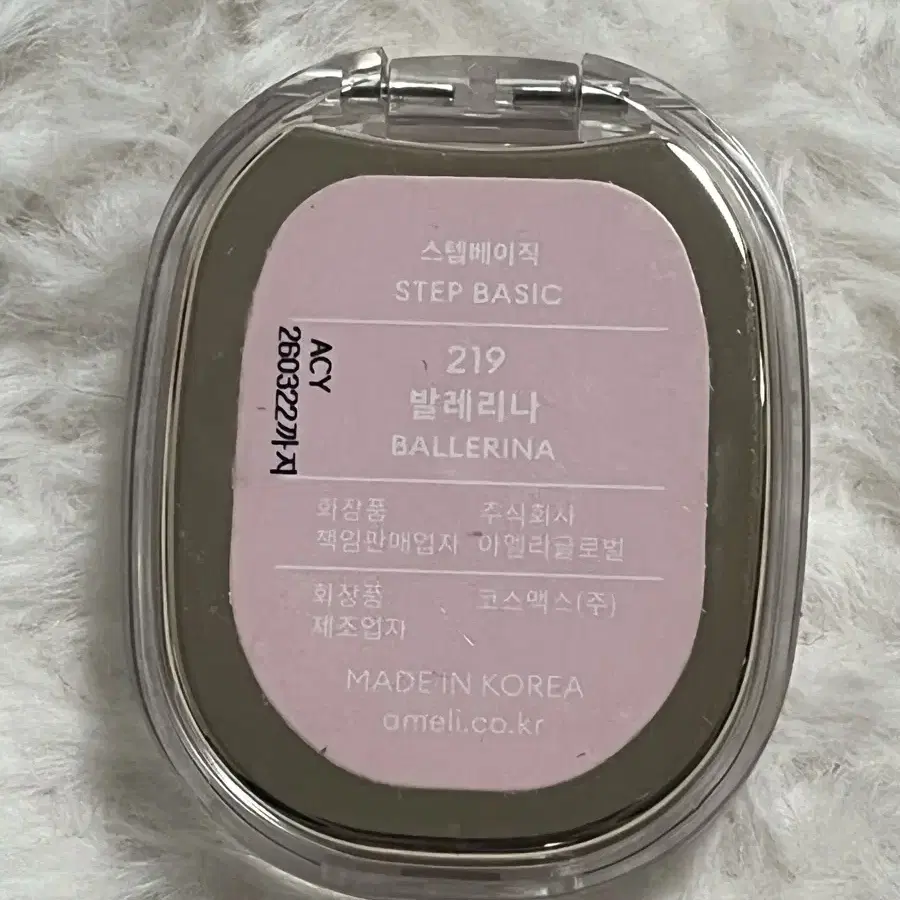 스텝베이직
STEP BASIC
219
발레리나
BALLERINA
화장품 주식회사
책임판매업자 아멜리글로벌
화장품 코스맥스(주)
제조업자
MADE IN KOREA
ameli.co.kr
ACY
260322까지